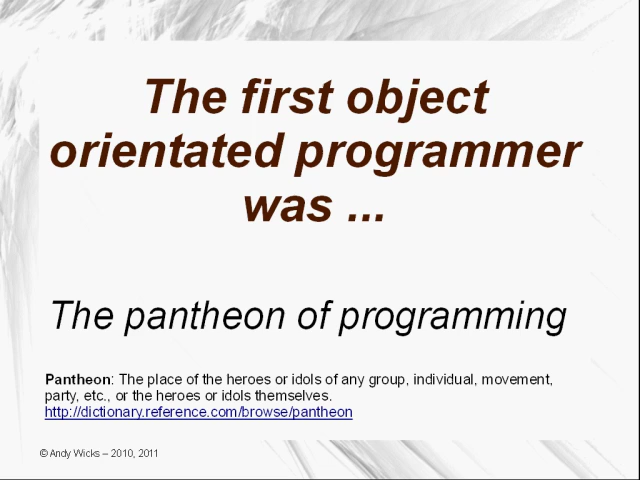 The first object
orientated programmer
was ...
The pantheon of programming
Pantheon: The place of the heroes or idols of any group, individual, movement,
party, etc., or the heroes or idols themselves.
http://dictionary.reference.com/browse/pantheon
© Andy Wicks – 2010, 2011